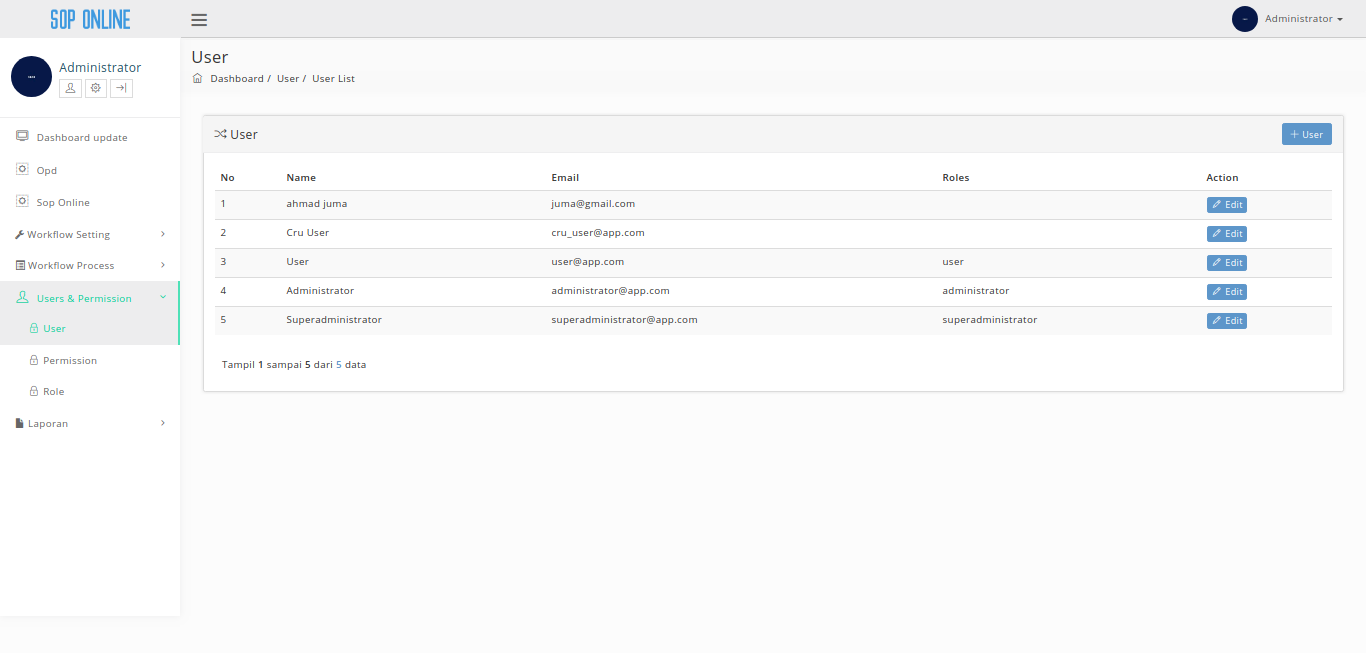 SOP ONLINE
Administrator
Administrator
User
Dashboard / User / User List
Dashboard update
Opd
Sop Online
Workflow Setting
Workflow Process
Users & Permission
User
Permission
Role
Laporan
User
+ User
No Name Email Roles Action
1 ahmad juma juma@gmail.com Edit
2 Cru User cru_user@app.com Edit
3 User user@app.com user Edit
4 Administrator administrator@app.com administrator Edit
5 Superadministrator superadministrator@app.com superadministrator Edit
Tampil 1 sampai 5 dari 5 data